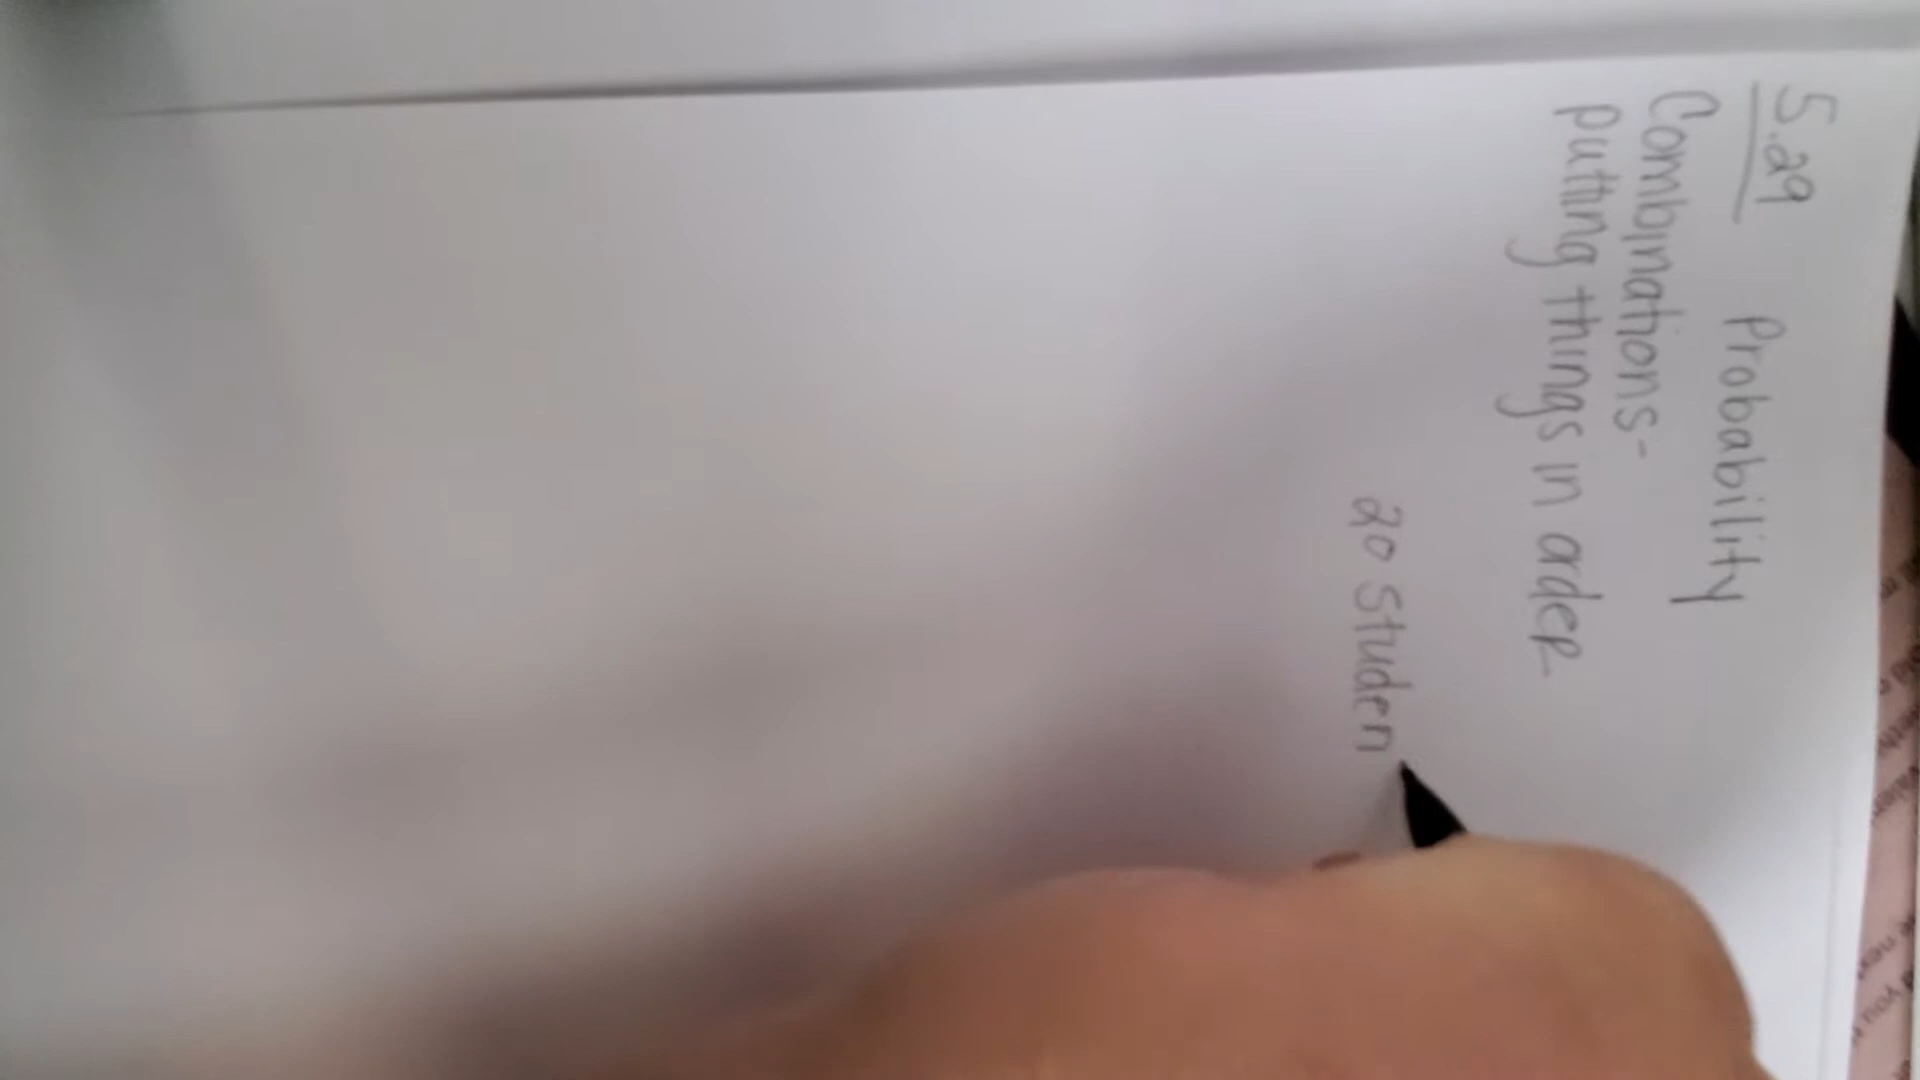 5.29 Probability
Combinations-
putting things in order
20 studen